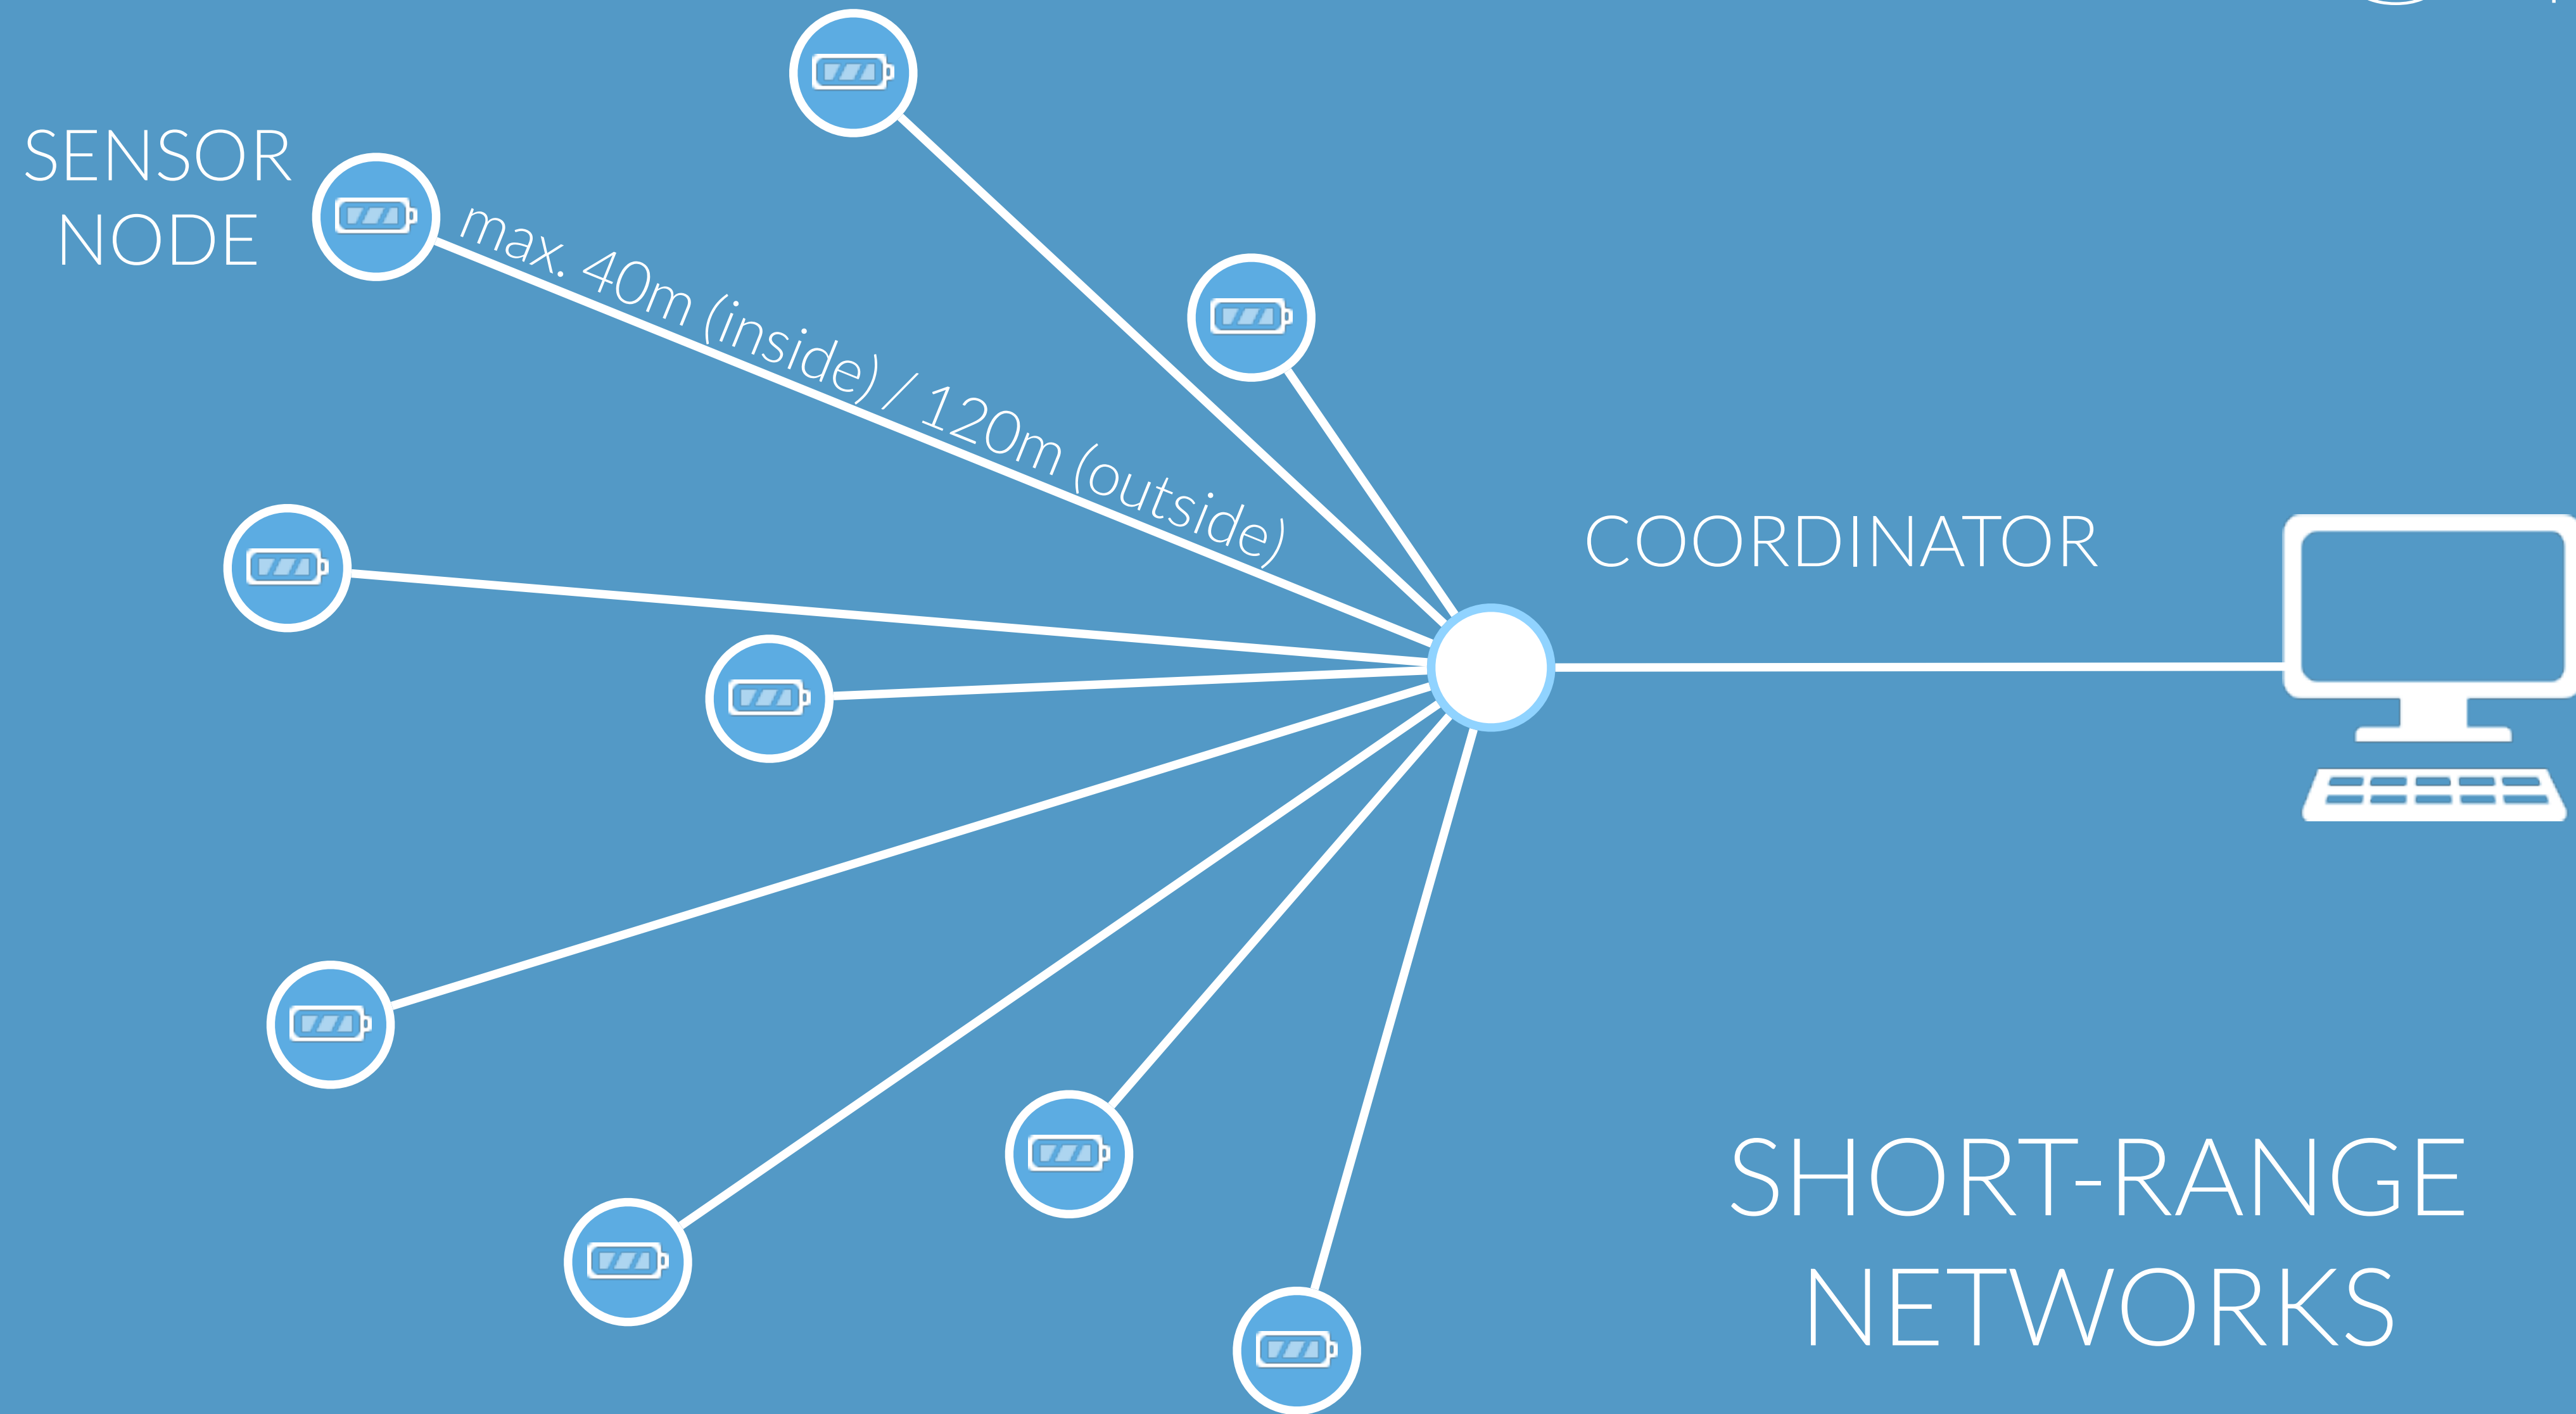 SENSOR
NODE
max. 40m (inside) / 120m (outside)
COORDINATOR
SHORT-RANGE
NETWORKS